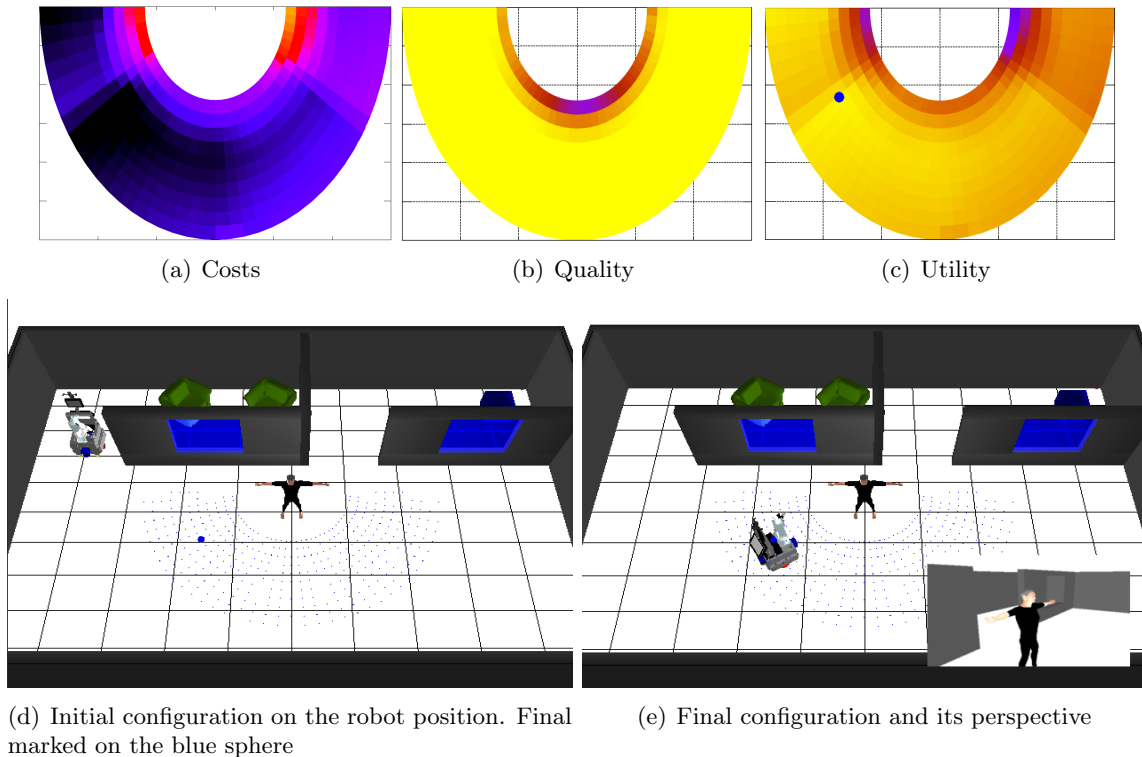 (a) Costs
(b) Quality
(c) Utility
(d) Initial configuration on the robot position. Final
marked on the blue sphere
(e) Final configuration and its perspective